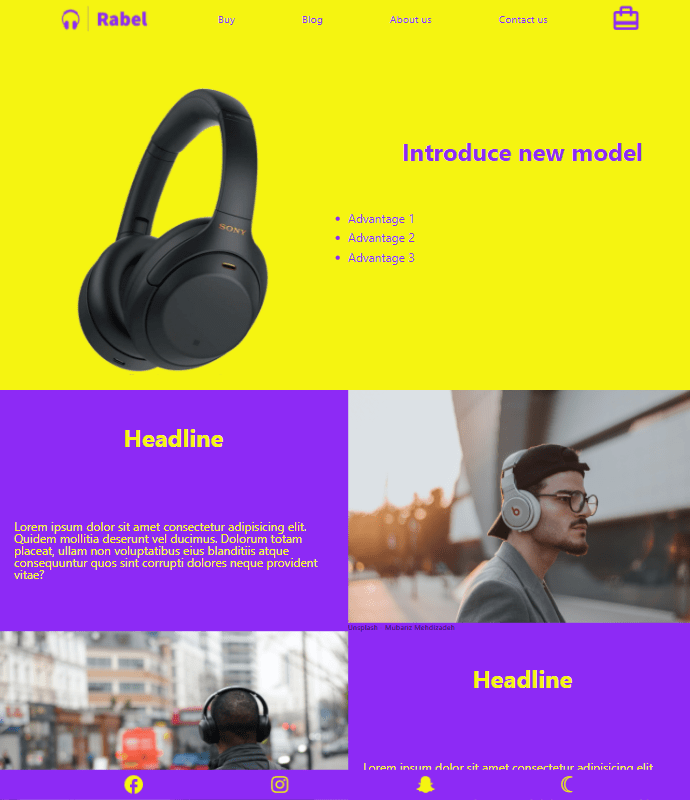 Rabel
Buy
Blog
About us
Contact us
Introduce new model
SONY
Advantage 1
Advantage 2
Advantage 3
Headline
Lorem ipsum dolor sit amet consectetur adipisicing elit.
Quidem mollitia deserunt vel ducimus. Dolorum totam
placeat, ullam non voluptatibus eius blanditiis atque
consequuntur quos sint corrupti dolores neque provident
vitae?
Unsplash
Headline
Lorem ipsum dolor sit amet consectetur adipisicing elit.